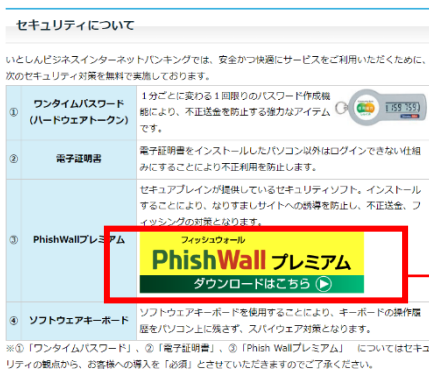 セキュリティについて
いとしんビジネスインターネットバンキングでは、安全かつ快適にサービスをご利用いただくために、
次のセキュリティ対策を無料で実施しております。
①
ワンタイムパスワード
(ハードウェアトークン)
1分ごとに変わる1回限りのパスワード作成機
能により、不正送金を防止する強力なアイテム
です。
②
電子証明書
電子証明書をインストールしたパソコン以外はログインできない仕組
みにすることにより不正利用を防止します。
③
PhishWallプレミアム
セキュアブレインが提供しているセキュリティソフト。インストール
することにより、なりすましサイトへの誘導を防止し、不正送金、フ
ィッシングの対策となります。
フィッシュウォール
PhishWall プレミアム
ダウンロードはこちら
④
ソフトウェアキーボード
ソフトウェアキーボードを使用することにより、キーボードの操作履
歴をパソコン上に残さず、スパイウェア対策となります。
※①「ワンタイムパスワード」、②「電子証明書」、③「Phish Wallプレミアム」 についてはセキュ
リティの観点から、お客様への導入を「必須」とさせていただきますのでご了承ください。